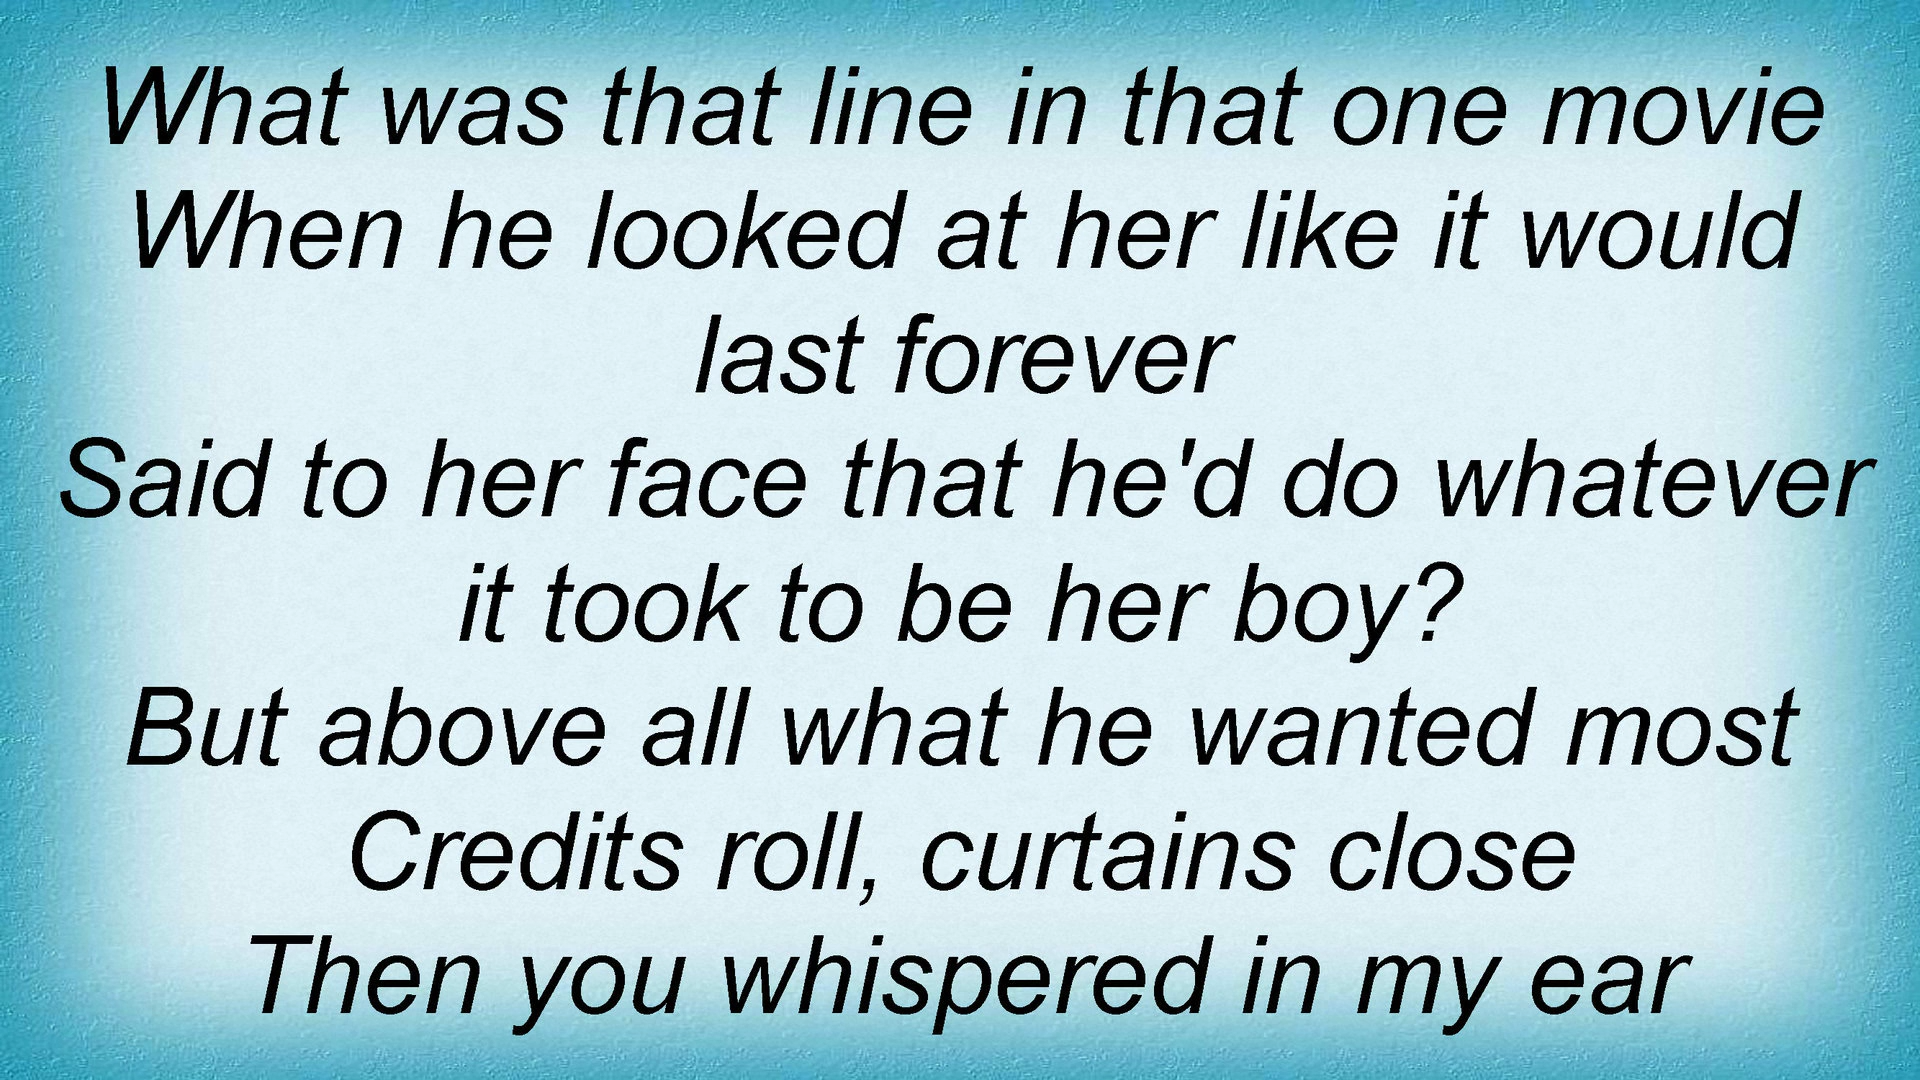 What was that line in that one movie
When he looked at her like it would
last forever
Said to her face that he'd do whatever
it took to be her boy?
But above all what he wanted most
Credits roll, curtains close
Then you whispered in my ear